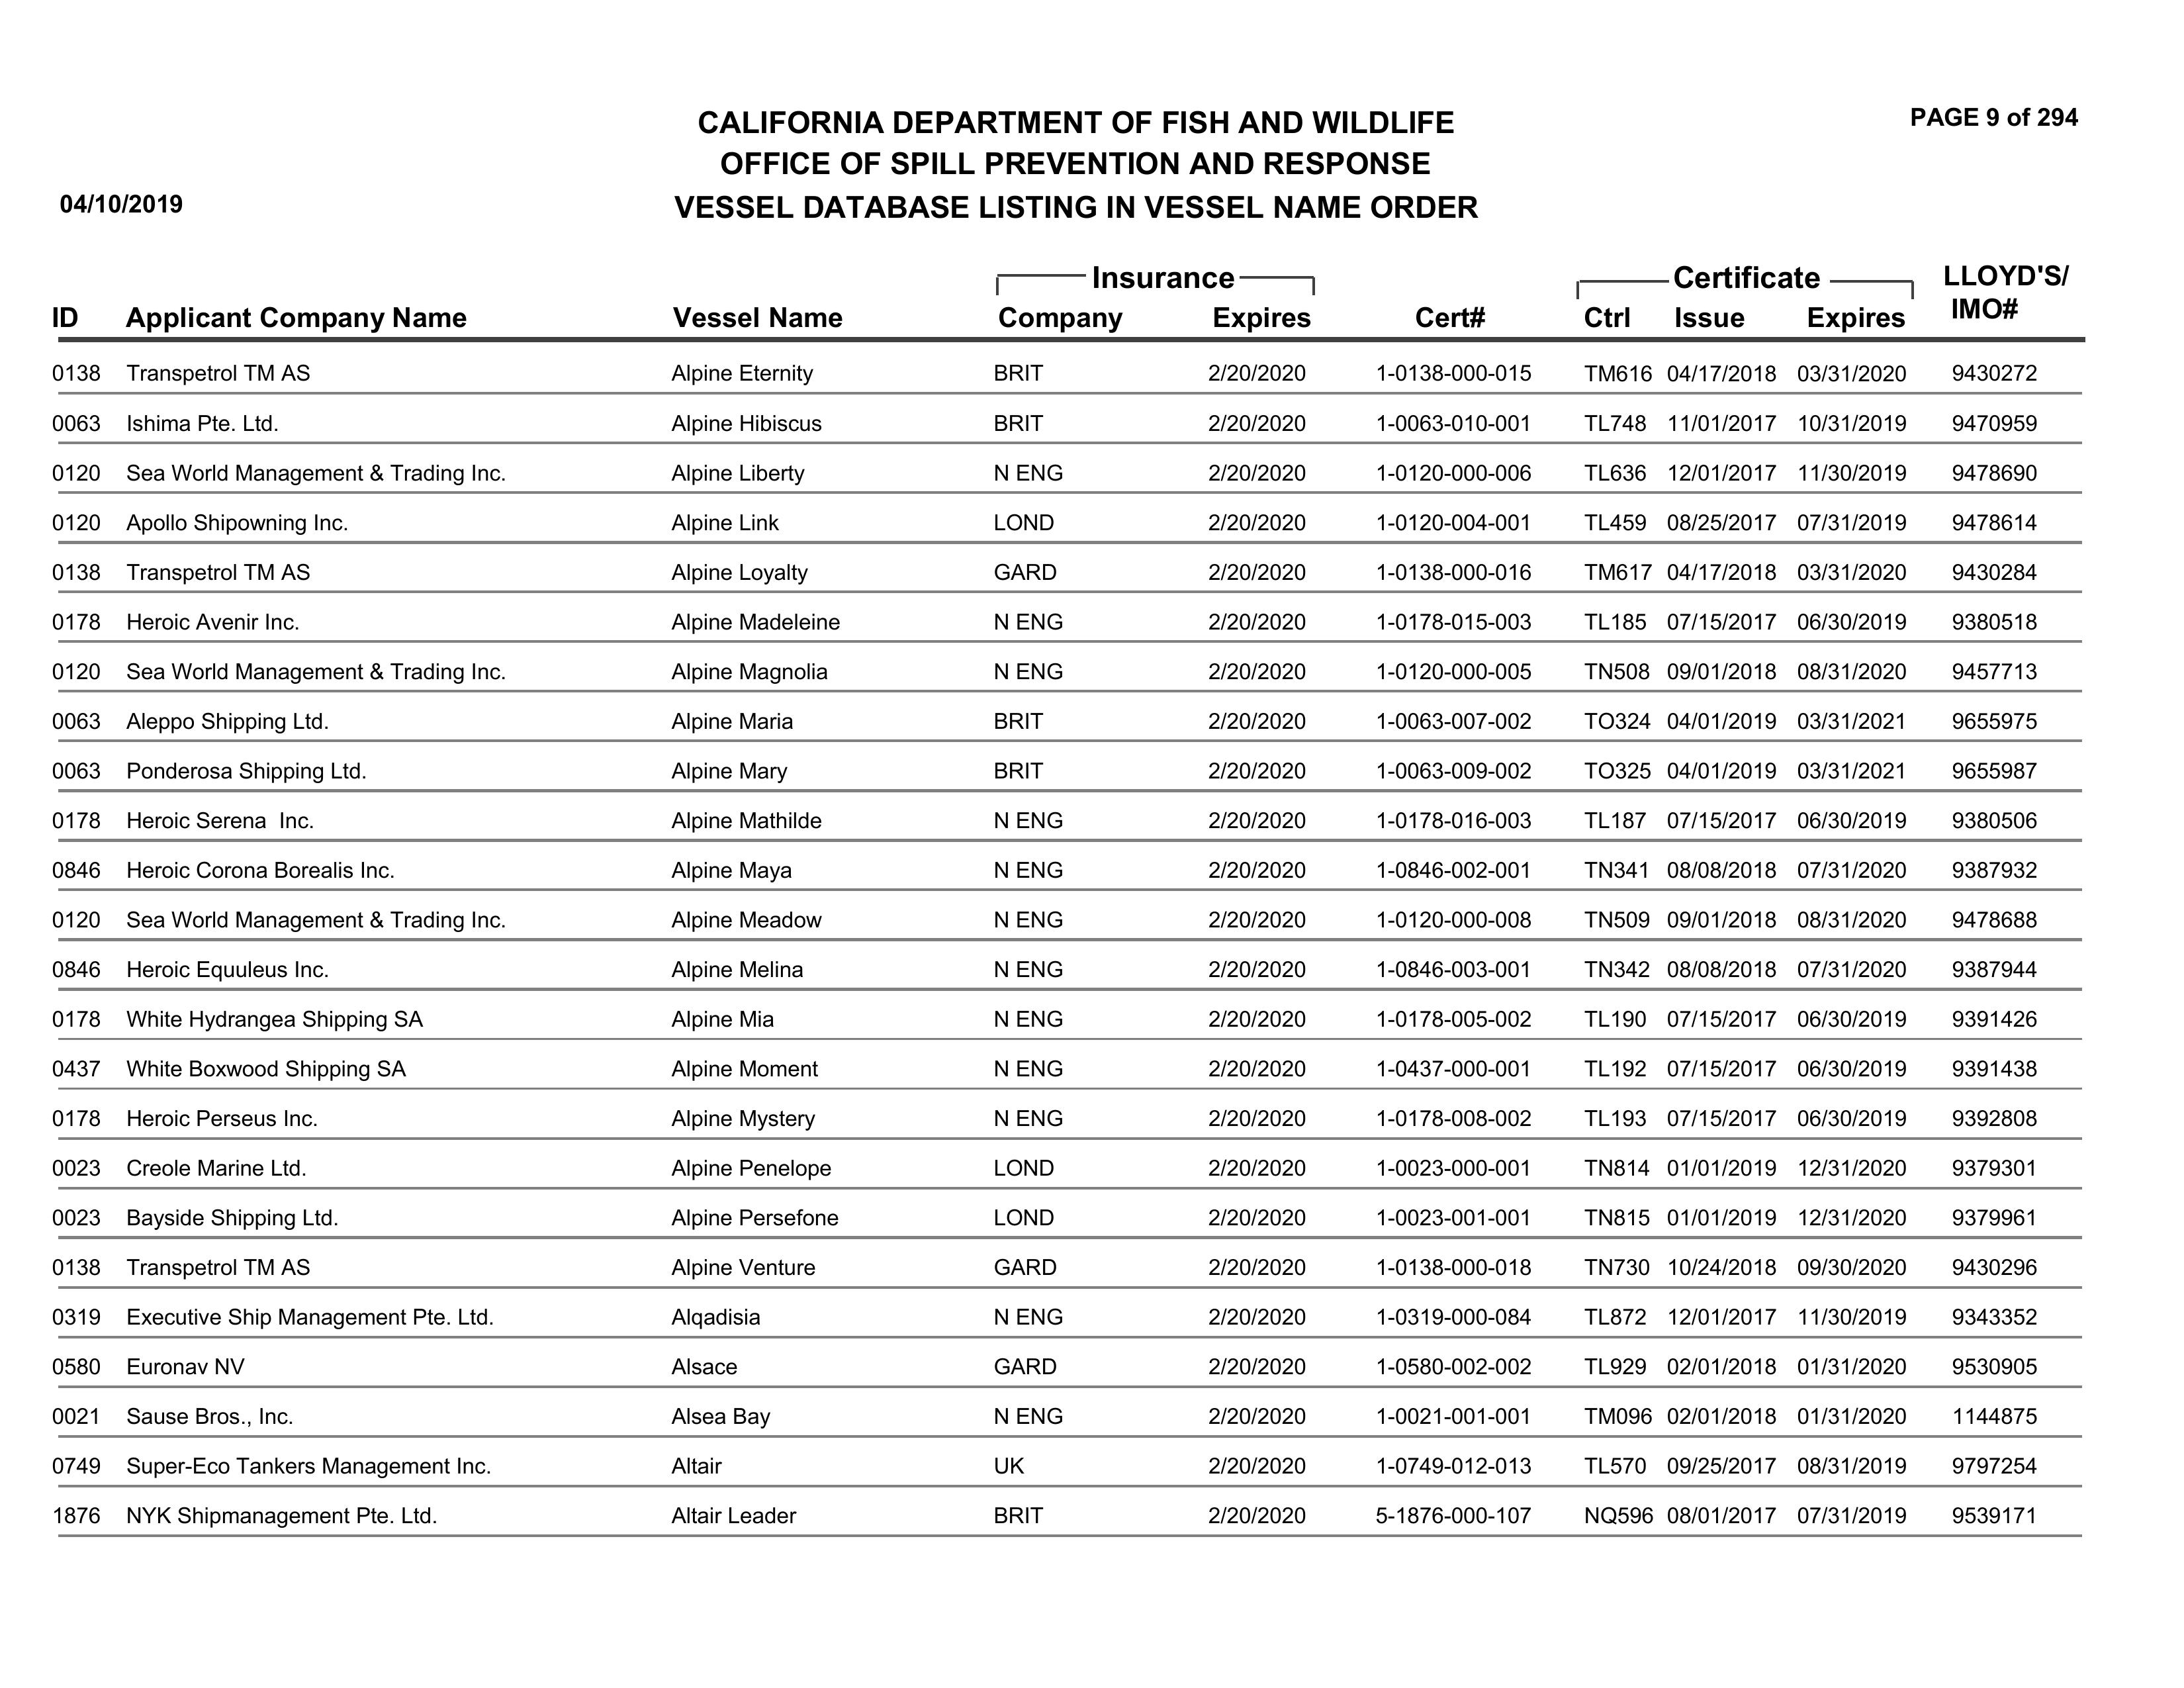 PAGE 9 of 294
CALIFORNIA DEPARTMENT OF FISH AND WILDLIFE
OFFICE OF SPILL PREVENTION AND RESPONSE
04/10/2019 VESSEL DATABASE LISTING IN VESSEL NAME ORDER
Insurance Certificate LLOYD'S/
ID Applicant Company Name Vessel Name Company Expires Cert# Ctrl Issue Expires IMO#
0138 Transpetrol TM AS Alpine Eternity BRIT 2/20/2020 1-0138-000-015 TM616 04/17/2018 03/31/2020 9430272
0063 Ishima Pte. Ltd. Alpine Hibiscus BRIT 2/20/2020 1-0063-010-001 TL748 11/01/2017 10/31/2019 9470959
0120 Sea World Management & Trading Inc. Alpine Liberty N ENG 2/20/2020 1-0120-000-006 TL636 12/01/2017 11/30/2019 9478690
0120 Apollo Shipowning Inc. Alpine Link LOND 2/20/2020 1-0120-004-001 TL459 08/25/2017 07/31/2019 9478614
0138 Transpetrol TM AS Alpine Loyalty GARD 2/20/2020 1-0138-000-016 TM617 04/17/2018 03/31/2020 9430284
0178 Heroic Avenir Inc. Alpine Madeleine N ENG 2/20/2020 1-0178-015-003 TL185 07/15/2017 06/30/2019 9380518
0120 Sea World Management & Trading Inc. Alpine Magnolia N ENG 2/20/2020 1-0120-000-005 TN508 09/01/2018 08/31/2020 9457713
0063 Aleppo Shipping Ltd. Alpine Maria BRIT 2/20/2020 1-0063-007-002 TO324 04/01/2019 03/31/2021 9655975
0063 Ponderosa Shipping Ltd. Alpine Mary BRIT 2/20/2020 1-0063-009-002 TO325 04/01/2019 03/31/2021 9655987
0178 Heroic Serena  Inc. Alpine Mathilde N ENG 2/20/2020 1-0178-016-003 TL187 07/15/2017 06/30/2019 9380506
0846 Heroic Corona Borealis Inc. Alpine Maya N ENG 2/20/2020 1-0846-002-001 TN341 08/08/2018 07/31/2020 9387932
0120 Sea World Management & Trading Inc. Alpine Meadow N ENG 2/20/2020 1-0120-000-008 TN509 09/01/2018 08/31/2020 9478688
0846 Heroic Equuleus Inc. Alpine Melina N ENG 2/20/2020 1-0846-003-001 TN342 08/08/2018 07/31/2020 9387944
0178 White Hydrangea Shipping SA Alpine Mia N ENG 2/20/2020 1-0178-005-002 TL190 07/15/2017 06/30/2019 9391426
0437 White Boxwood Shipping SA Alpine Moment N ENG 2/20/2020 1-0437-000-001 TL192 07/15/2017 06/30/2019 9391438
0178 Heroic Perseus Inc. Alpine Mystery N ENG 2/20/2020 1-0178-008-002 TL193 07/15/2017 06/30/2019 9392808
0023 Creole Marine Ltd. Alpine Penelope LOND 2/20/2020 1-0023-000-001 TN814 01/01/2019 12/31/2020 9379301
0023 Bayside Shipping Ltd. Alpine Persefone LOND 2/20/2020 1-0023-001-001 TN815 01/01/2019 12/31/2020 9379961
0138 Transpetrol TM AS Alpine Venture GARD 2/20/2020 1-0138-000-018 TN730 10/24/2018 09/30/2020 9430296
0319 Executive Ship Management Pte. Ltd. Alqadisia N ENG 2/20/2020 1-0319-000-084 TL872 12/01/2017 11/30/2019 9343352
0580 Euronav NV Alsace GARD 2/20/2020 1-0580-002-002 TL929 02/01/2018 01/31/2020 9530905
0021 Sause Bros., Inc. Alsea Bay N ENG 2/20/2020 1-0021-001-001 TM096 02/01/2018 01/31/2020 1144875
0749 Super-Eco Tankers Management Inc. Altair UK 2/20/2020 1-0749-012-013 TL570 09/25/2017 08/31/2019 9797254
1876 NYK Shipmanagement Pte. Ltd. Altair Leader BRIT 2/20/2020 5-1876-000-107 NQ596 08/01/2017 07/31/2019 9539171